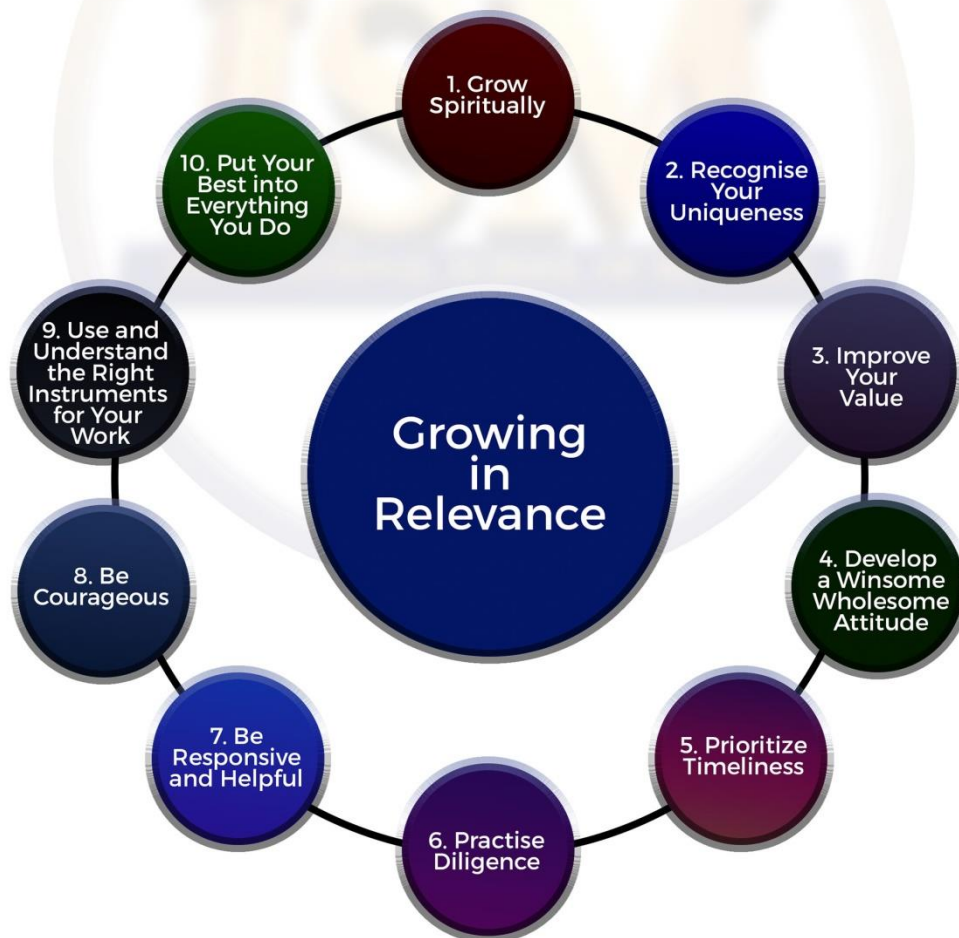 1. Grow
Spiritually
2. Recognise
Your
Uniqueness
3. Improve
Your
Value
4. Develop
a Winsome
Wholesome
Attitude
5. Prioritize
Timeliness
6. Practise
Diligence
7. Be
Responsive
and Helpful
8. Be
Courageous
9. Use and
Understand
the Right
Instruments
for Your
Work
10. Put Your
Best into
Everything
You Do
Growing
in
Relevance